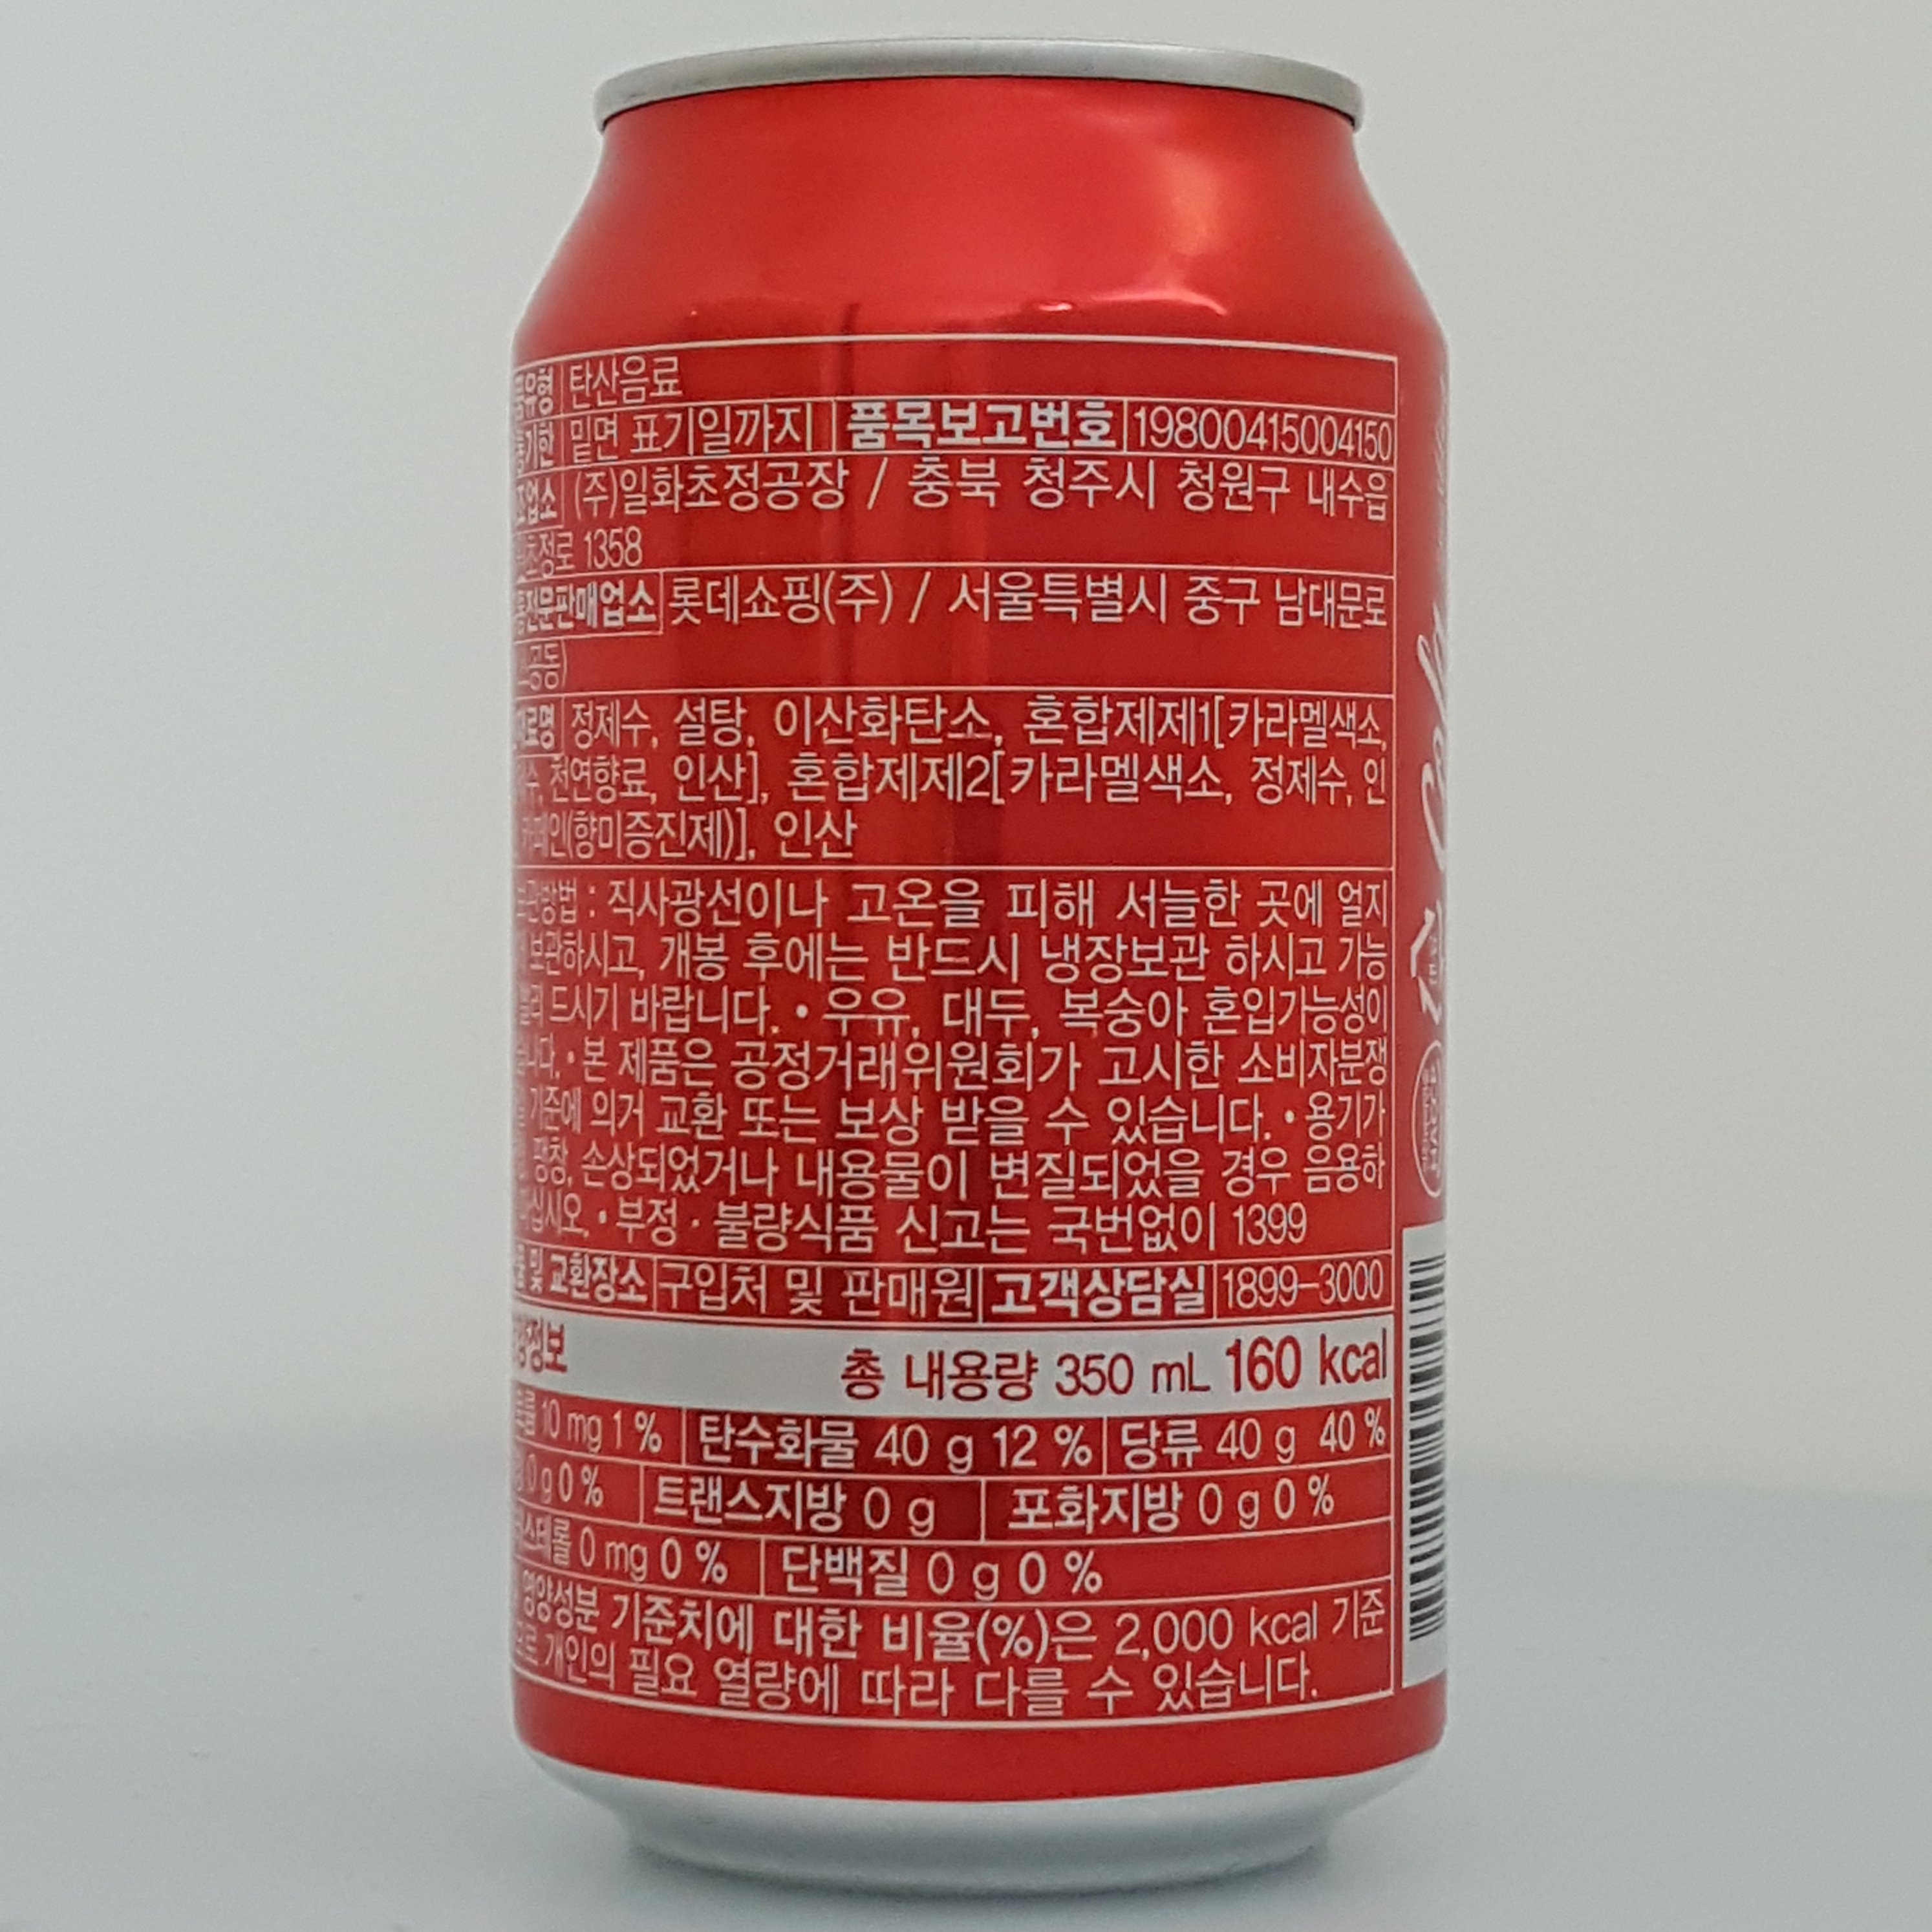 탄산음료
밑면 표기일까지 품목보고번호 19800415004150
(주)일화초정공장 / 충북 청주시 청원구 내수읍
초정로 1358
롯데쇼핑(주) / 서울특별시 중구 남대문로
정제수, 설탕, 이산화탄소, 혼합제제1[카라멜색소,
천연향료, 인산], 혼합제제2[카라멜색소, 정제수, 인
카페인(향미증진제)], 인산
보관방법 : 직사광선이나 고온을 피해 서늘한 곳에 얼지
보관하시고, 개봉 후에는 반드시 냉장보관 하시고 가능
빨리 드시기 바랍니다. • 우유, 대두, 복숭아 혼입가능성이
• 본 제품은 공정거래위원회가 고시한 소비자분쟁
기준에 의거 교환 또는 보상 받을 수 있습니다. • 용기가
팽창, 손상되었거나 내용물이 변질되었을 경우 음용하
마십시오. • 부정 · 불량식품 신고는 국번없이 1399
및 교환장소 구입처 및 판매원 고객상담실 1899-3000
총 내용량 350 mL 160 kcal
10 mg 1 % 탄수화물 40 g 12 % 당류 40 g 40 %
0 g 0 % 트랜스지방 0 g 포화지방 0 g 0 %
0 mg 0 % 단백질 0 g 0 %
영양성분 기준치에 대한 비율(%)은 2,000 kcal 기준
개인의 필요 열량에 따라 다를 수 있습니다.